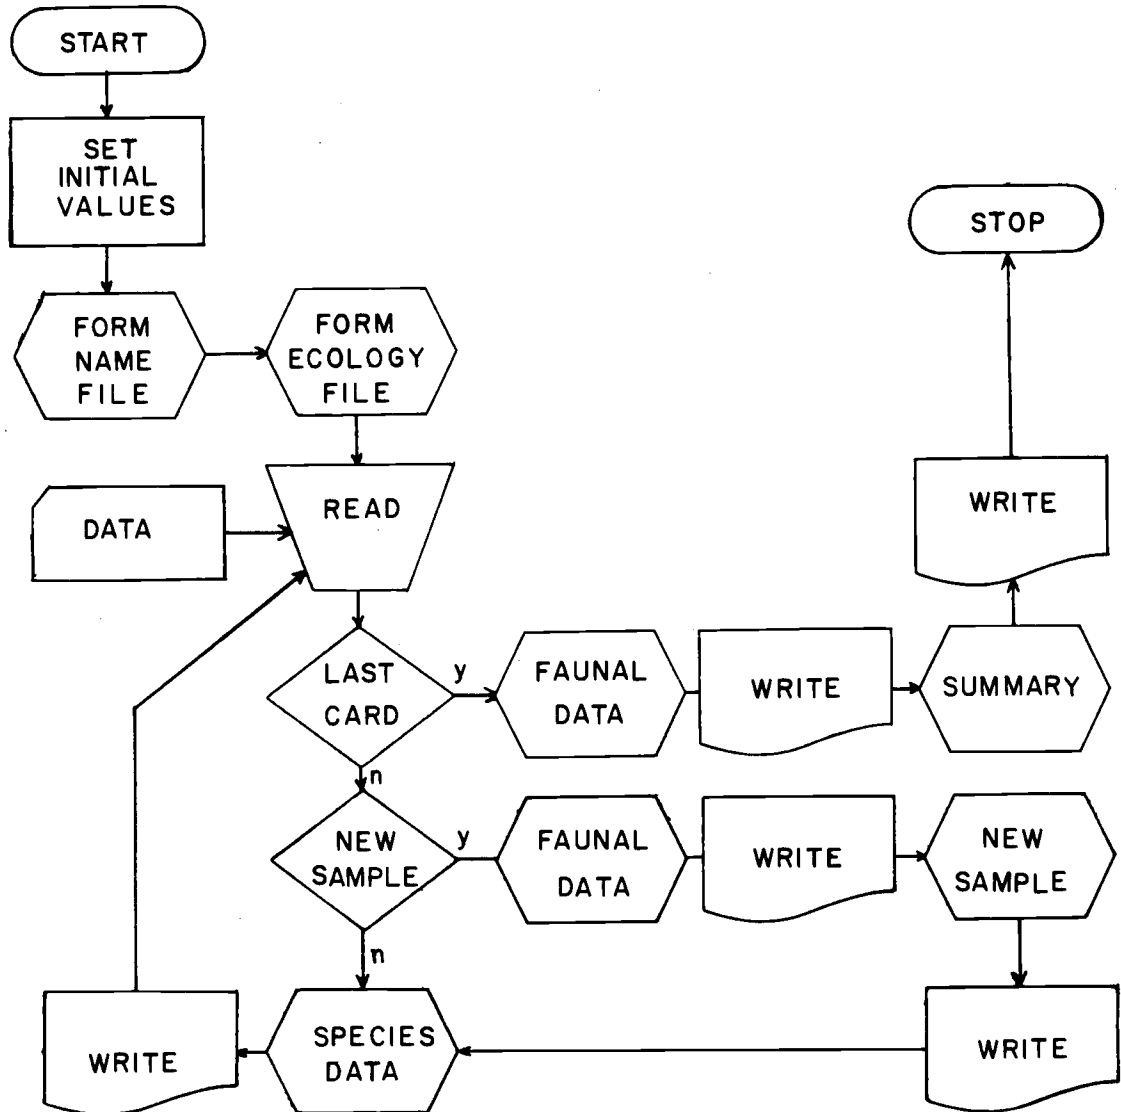 START
SET
INITIAL
VALUES
STOP
FORM
NAME
FILE
FORM
ECOLOGY
FILE
READ
DATA
WRITE
LAST
CARD
y
n
FAUNAL
DATA
WRITE
SUMMARY
NEW
SAMPLE
y
n
FAUNAL
DATA
WRITE
NEW
SAMPLE
WRITE
SPECIES
DATA
WRITE